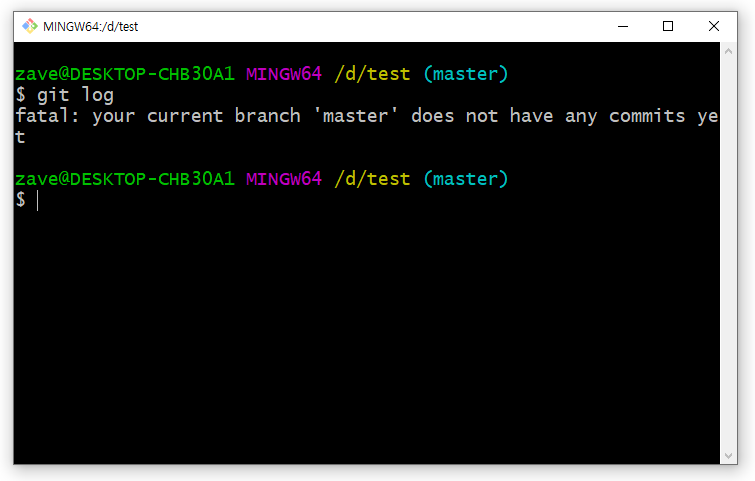 MINGW64:/d/test
zave@DESKTOP-CHB30A1 MINGW64 /d/test (master)
$ git log
fatal: your current branch 'master' does not have any commits ye
t
zave@DESKTOP-CHB30A1 MINGW64 /d/test (master)
$